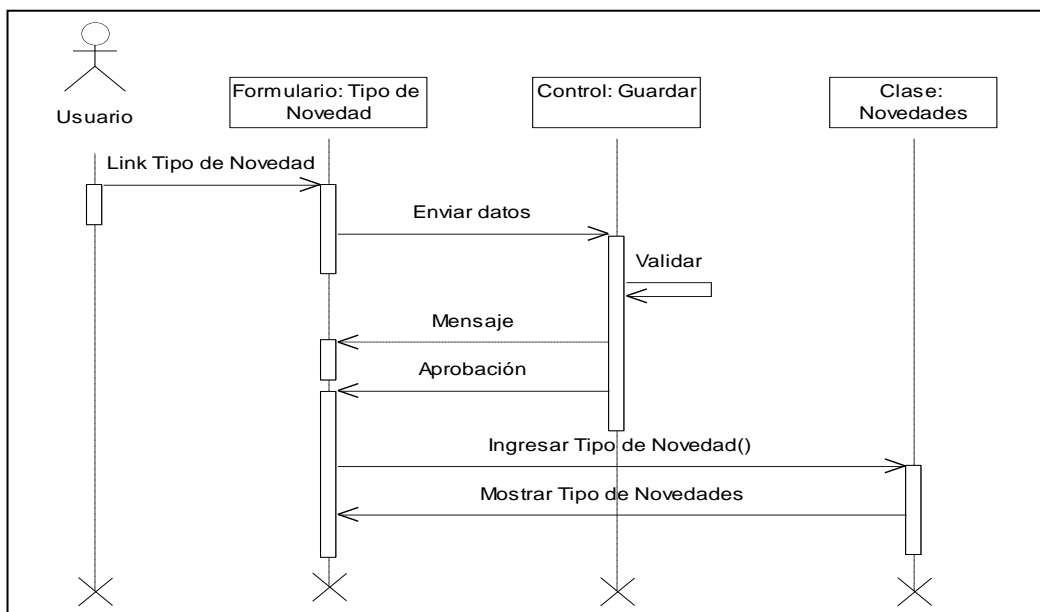 Usuario
Formulario: Tipo de
Novedad
Control: Guardar
Clase:
Novedades
Link Tipo de Novedad
Enviar datos
Validar
Mensaje
Aprobación
Ingresar Tipo de Novedad()
Mostrar Tipo de Novedades